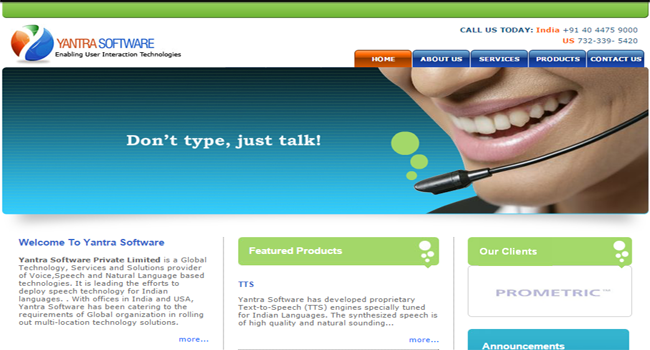 CALL US TODAY: India +91 40 4475 9000
US 732-339- 5420
YANTRA SOFTWARE
Enabling User Interaction Technologies
HOME ABOUT US SERVICES PRODUCTS CONTACT US
Don't type, just talk!
Welcome To Yantra Software
Yantra Software Private Limited is a Global
Technology, Services and Solutions provider
of Voice,Speech and Natural Language based
technologies. It is leading the efforts to
deploy speech technology for Indian
languages. . With offices in India and USA,
Yantra Software has been catering to the
requirements of Global organization in rolling
out multi-location technology solutions.
more...
Featured Products
TTS
Yantra Software has developed proprietary
Text-to-Speech (TTS) engines specially tuned
for Indian Languages. The synthesized speech is
of high quality and natural sounding...
more...
Our Clients
PROMETRIC™
Announcements